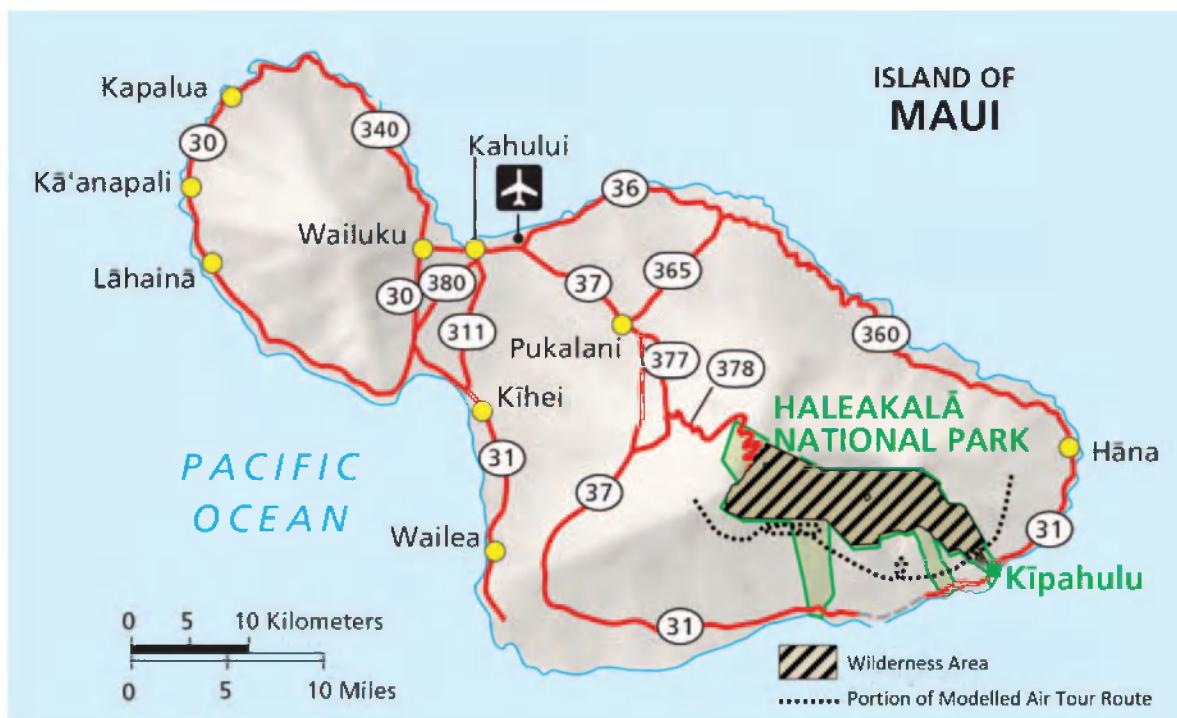 ISLAND OF
MAUI
Kapalua
30
340
Kahului
Kā'anapali
36
Wailuku
Lāhainā
30
380
37
365
311
Pukalani
377
378
360
Kīhei
HALEAKALĀ
NATIONAL PARK
Hāna
PACIFIC
OCEAN
31
37
31
Wailea
Kīpahulu
31
0 5 10 Kilometers
0 5 10 Miles
Wilderness Area
Portion of Modelled Air Tour Route